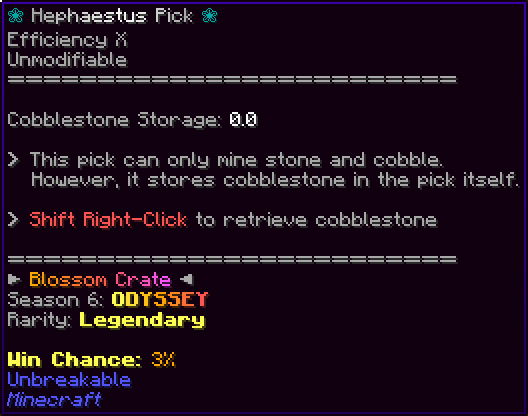 ❀ Hephaestus Pick ❀
Efficiency X
Unmodifiable
==============================
Cobblestone Storage: 0.0
> This pick can only mine stone and cobble.
However, it stores cobblestone in the pick itself.
> Shift Right-Click to retrieve cobblestone
==============================
► Blossom Crate ◄
Season 6: ODYSSEY
Rarity: Legendary
Win Chance: 3%
Unbreakable
Minecraft